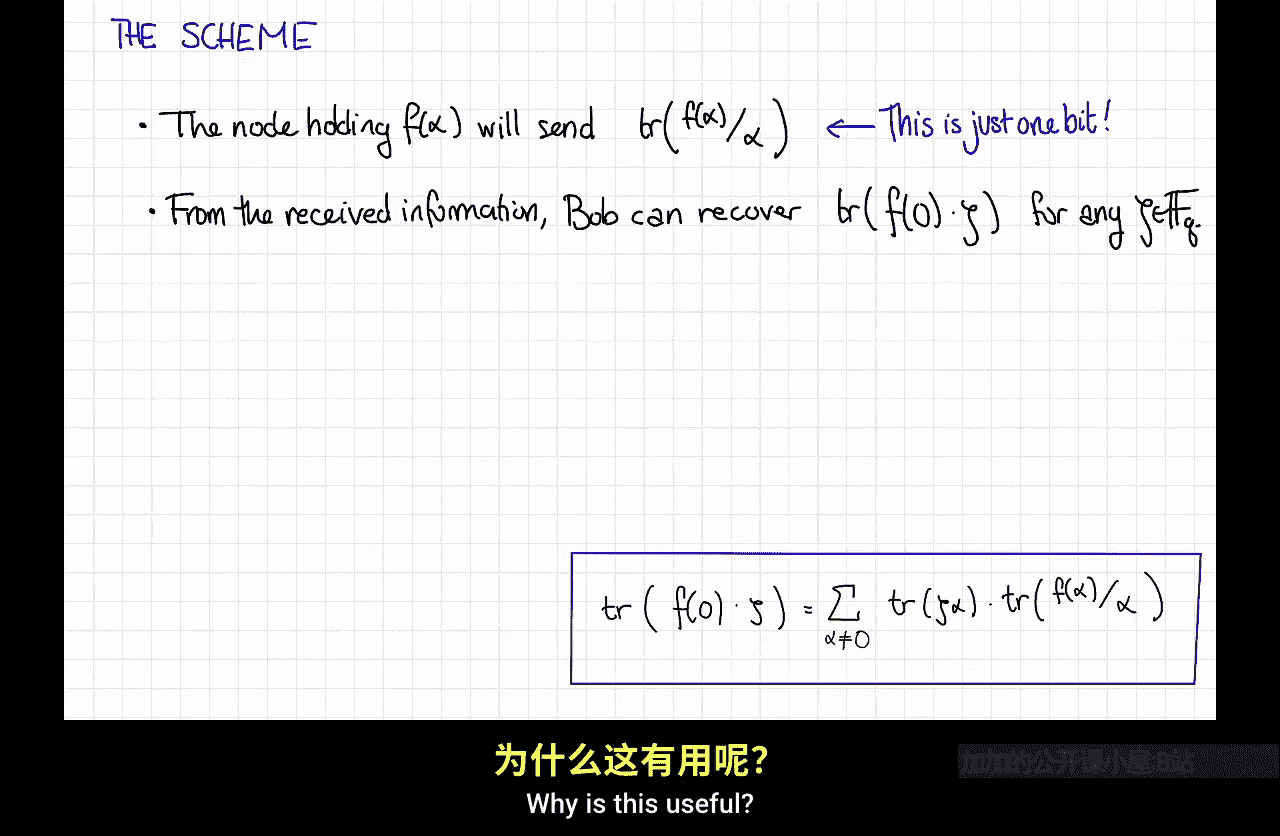 THE SCHEME
• The node holding f(α) will send tr(f(α)/α) ← This is just one bit!
• From the received information, Bob can recover tr(f(0)·ζ) for any ζ∈𝔽q.
tr(f(0)·ζ) = Σ_{α≠0} tr(ζα)·tr(f(α)/α)
为什么这有用呢?
Why is this useful?